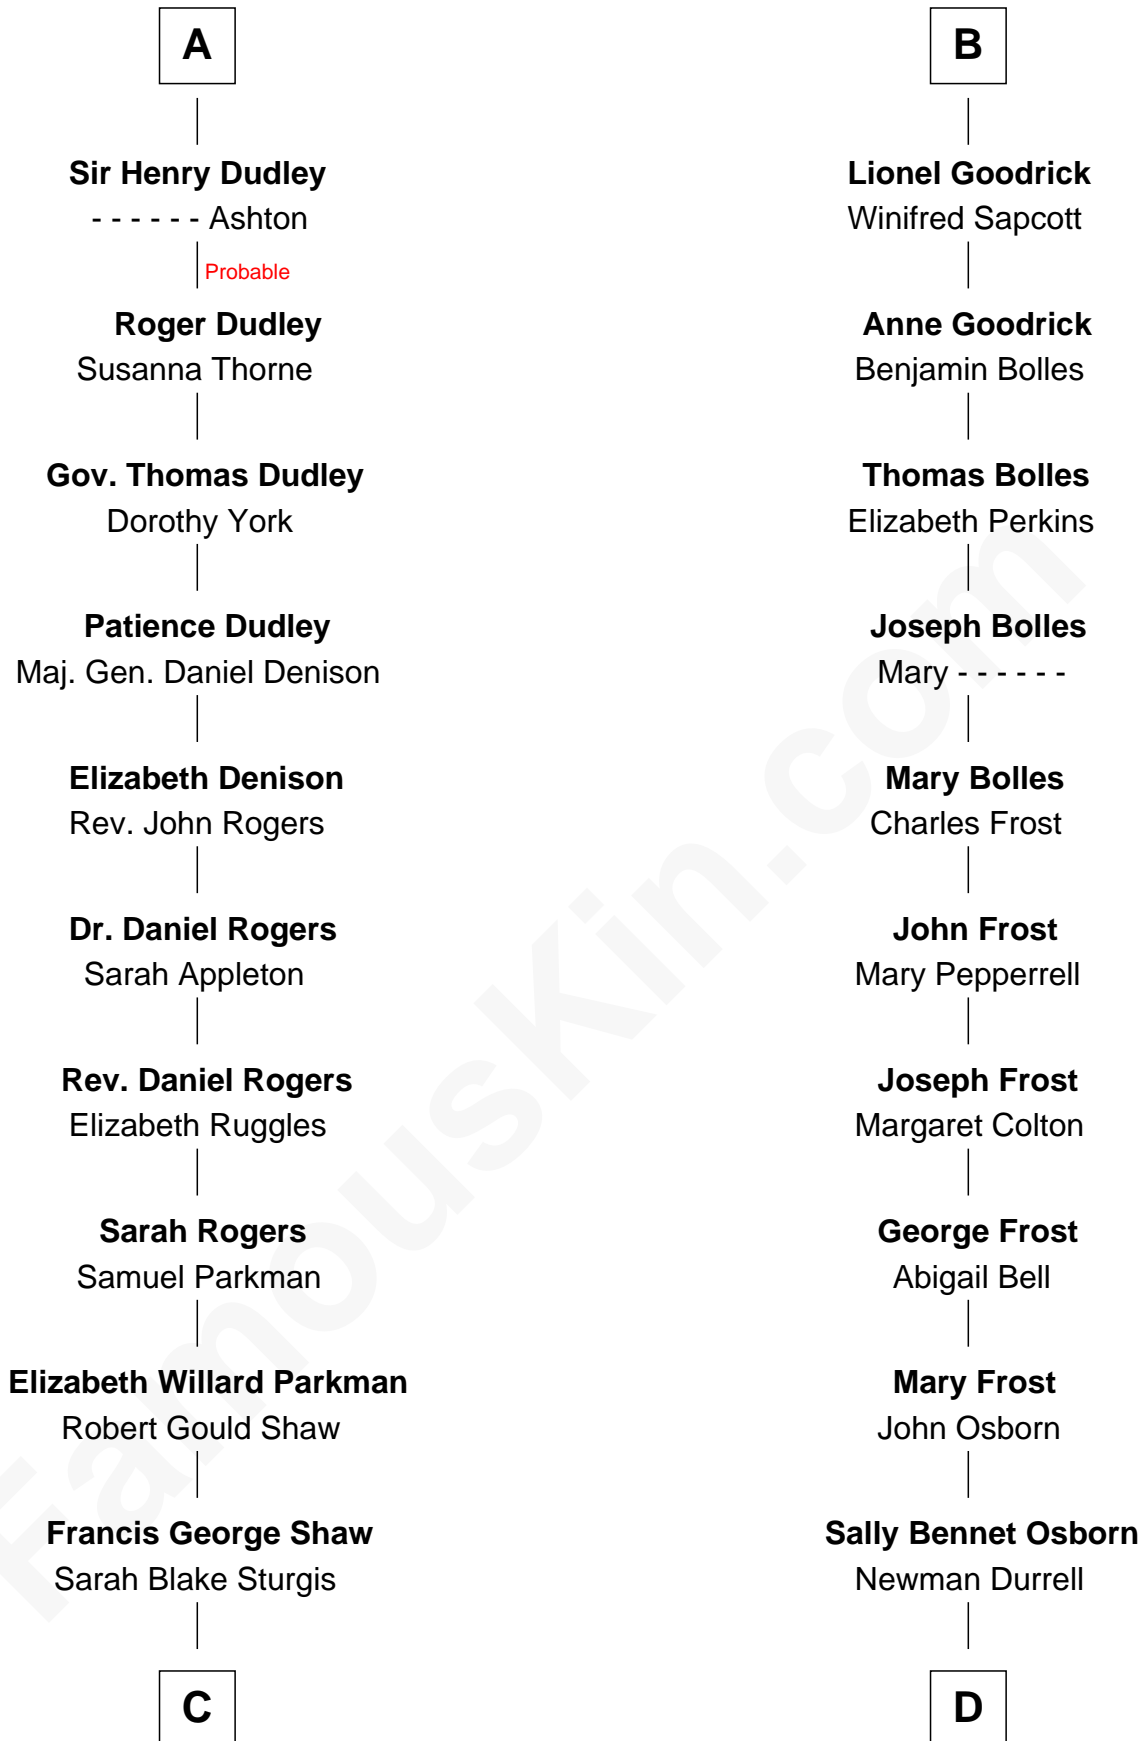 A
Sir Henry Dudley
- - - - - - Ashton
Probable
Roger Dudley
Susanna Thorne
Gov. Thomas Dudley
Dorothy York
Patience Dudley
Maj. Gen. Daniel Denison
Elizabeth Denison
Rev. John Rogers
Dr. Daniel Rogers
Sarah Appleton
Rev. Daniel Rogers
Elizabeth Ruggles
Sarah Rogers
Samuel Parkman
Elizabeth Willard Parkman
Robert Gould Shaw
Francis George Shaw
Sarah Blake Sturgis
C
B
Lionel Goodrick
Winifred Sapcott
Anne Goodrick
Benjamin Bolles
Thomas Bolles
Elizabeth Perkins
Joseph Bolles
Mary - - - - - -
Mary Bolles
Charles Frost
John Frost
Mary Pepperrell
Joseph Frost
Margaret Colton
George Frost
Abigail Bell
Mary Frost
John Osborn
Sally Bennet Osborn
Newman Durrell
D
FamousKin.com